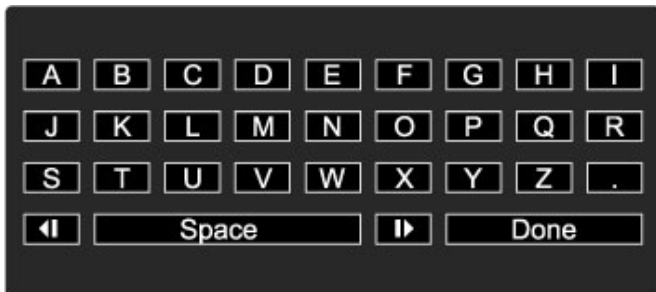 A B C D E F G H I
J K L M N O P Q R
S T U V W X Y Z .
Space Done